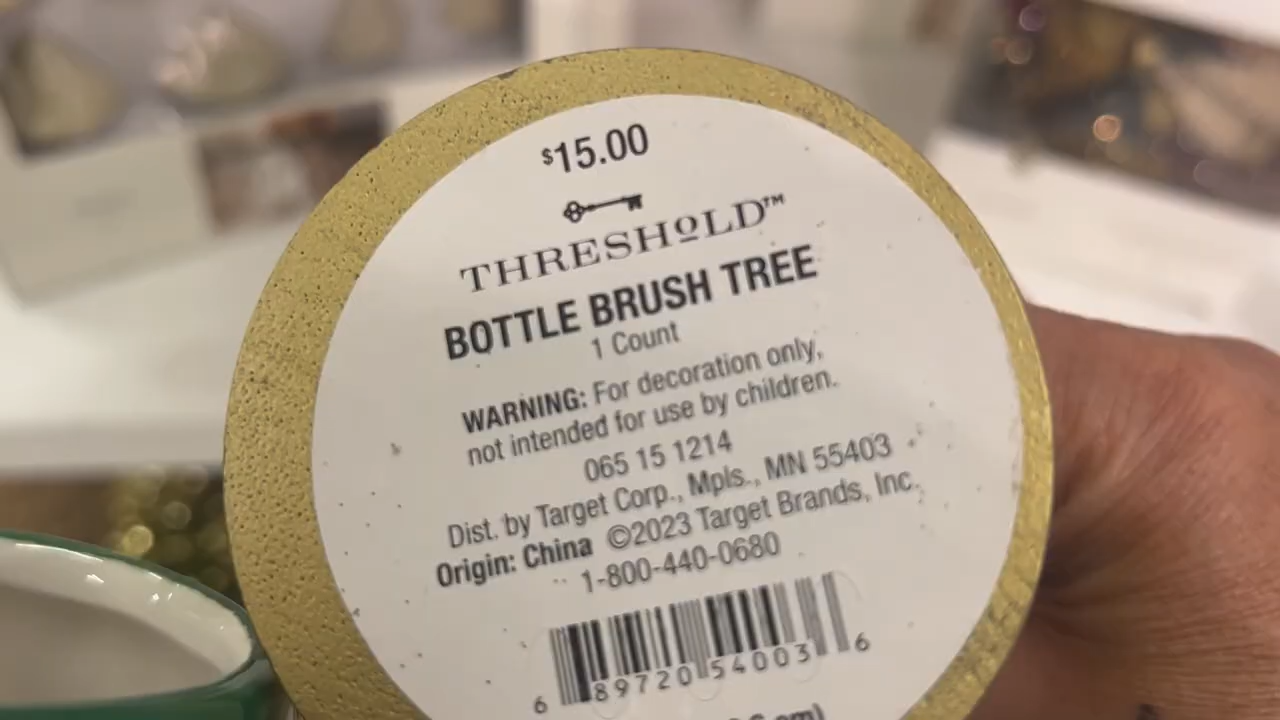 $15.00
THRESHOLD™
BOTTLE BRUSH TREE
1 Count
WARNING: For decoration only,
not intended for use by children.
065 15 1214
Dist. by Target Corp., Mpls., MN 55403
Origin: China ©2023 Target Brands, Inc.
1-800-440-0680
6 89720 54003 6
cm)